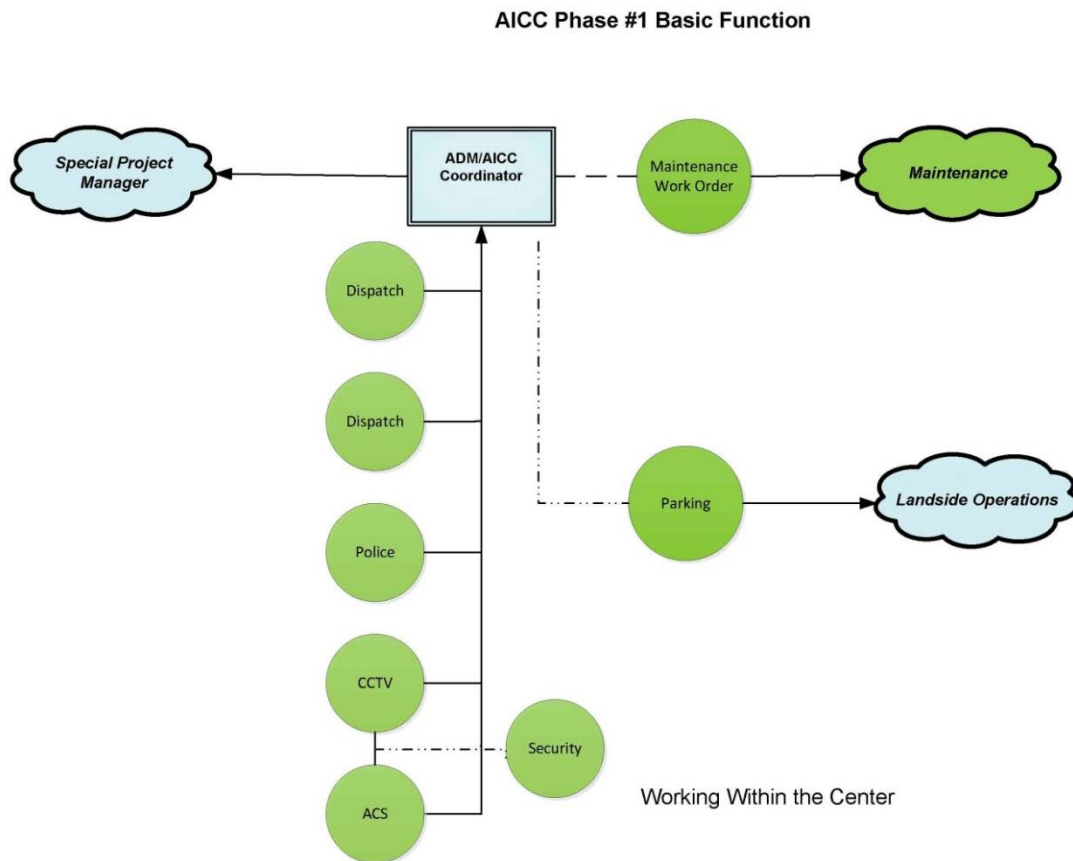 AICC Phase #1 Basic Function
Special Project
Manager
ADM/AICC
Coordinator
Maintenance
Work Order
Maintenance
Dispatch
Dispatch
Police
CCTV
ACS
Security
Parking
Landside Operations
Working Within the Center